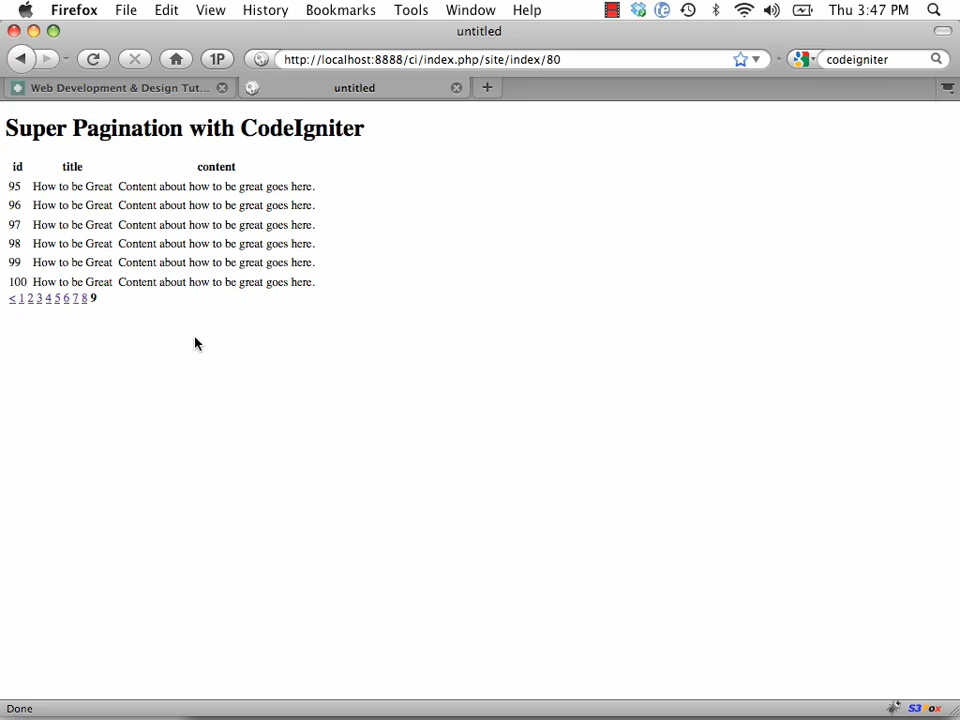 Firefox File Edit View History Bookmarks Tools Window Help Thu 3:47 PM
untitled
1P http://localhost:8888/ci/index.php/site/index/80 codeigniter
Web Development & Design Tut... untitled
Super Pagination with CodeIgniter
id title content
95 How to be Great Content about how to be great goes here.
96 How to be Great Content about how to be great goes here.
97 How to be Great Content about how to be great goes here.
98 How to be Great Content about how to be great goes here.
99 How to be Great Content about how to be great goes here.
100 How to be Great Content about how to be great goes here.
< 1 2 3 4 5 6 7 8 9
Done S3Fox